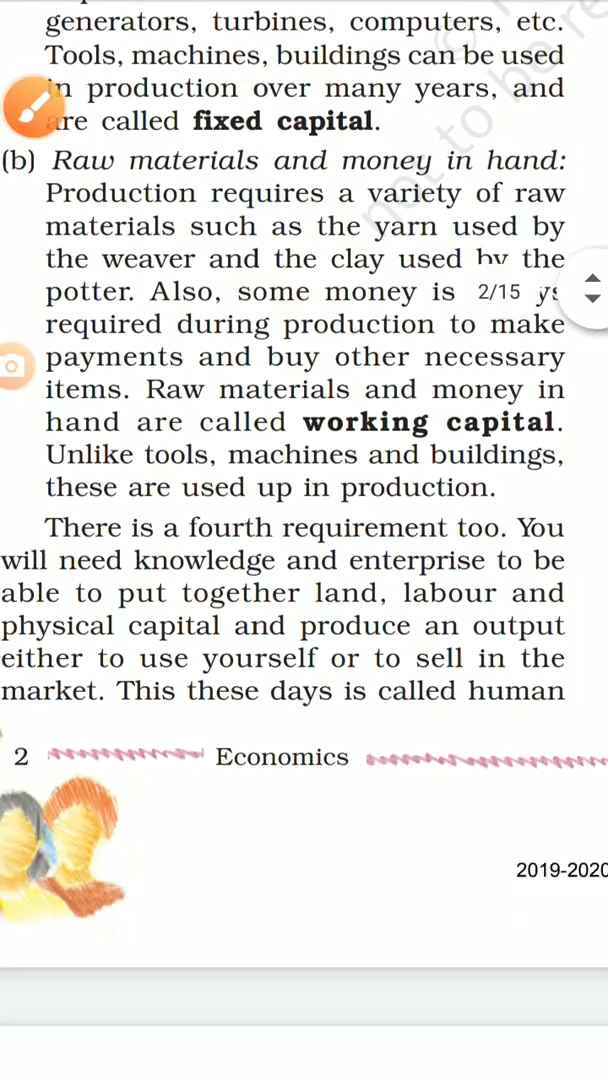 generators, turbines, computers, etc.
Tools, machines, buildings can be used
in production over many years, and
are called fixed capital.
(b) Raw materials and money in hand:
Production requires a variety of raw
materials such as the yarn used by
the weaver and the clay used by the
potter. Also, some money is 2/15
required during production to make
payments and buy other necessary
items. Raw materials and money in
hand are called working capital.
Unlike tools, machines and buildings,
these are used up in production.
There is a fourth requirement too. You
will need knowledge and enterprise to be
able to put together land, labour and
physical capital and produce an output
either to use yourself or to sell in the
market. This these days is called human
2 Economics
2019-2020
not to be re